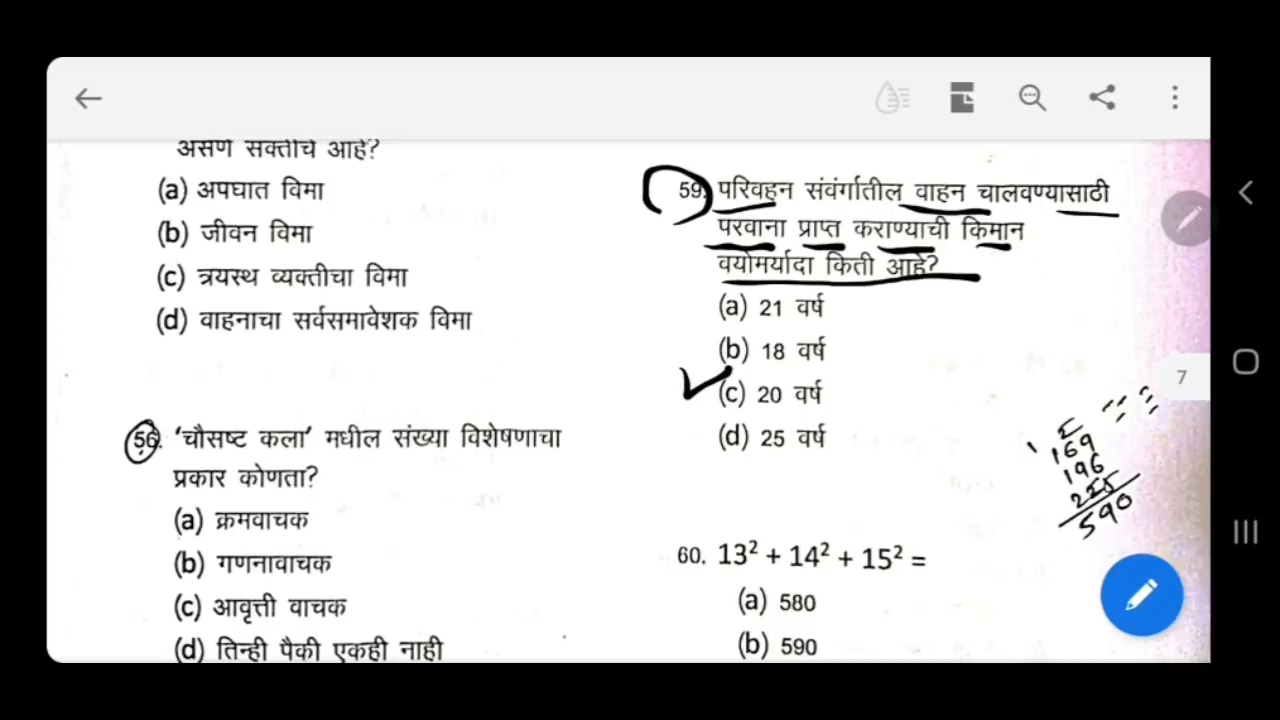 असणे सक्तीचे आहे?
(a) अपघात विमा
(b) जीवन विमा
(c) त्रयस्थ व्यक्तीचा विमा
(d) वाहनाचा सर्वसमावेशक विमा
56. 'चौसष्ट कला' मधील संख्या विशेषणाचा
प्रकार कोणता?
(a) क्रमवाचक
(b) गणनावाचक
(c) आवृत्ती वाचक
(d) तिन्ही पैकी एकही नाही
59. परिवहन संवंर्गातील वाहन चालवण्यासाठी
परवाना प्राप्त कराण्याची किमान
वयोमर्यादा किती आहे?
(a) 21 वर्ष
(b) 18 वर्ष
(c) 20 वर्ष
(d) 25 वर्ष
7
169
196
225
590
60. 13² + 14² + 15² =
(a) 580
(b) 590